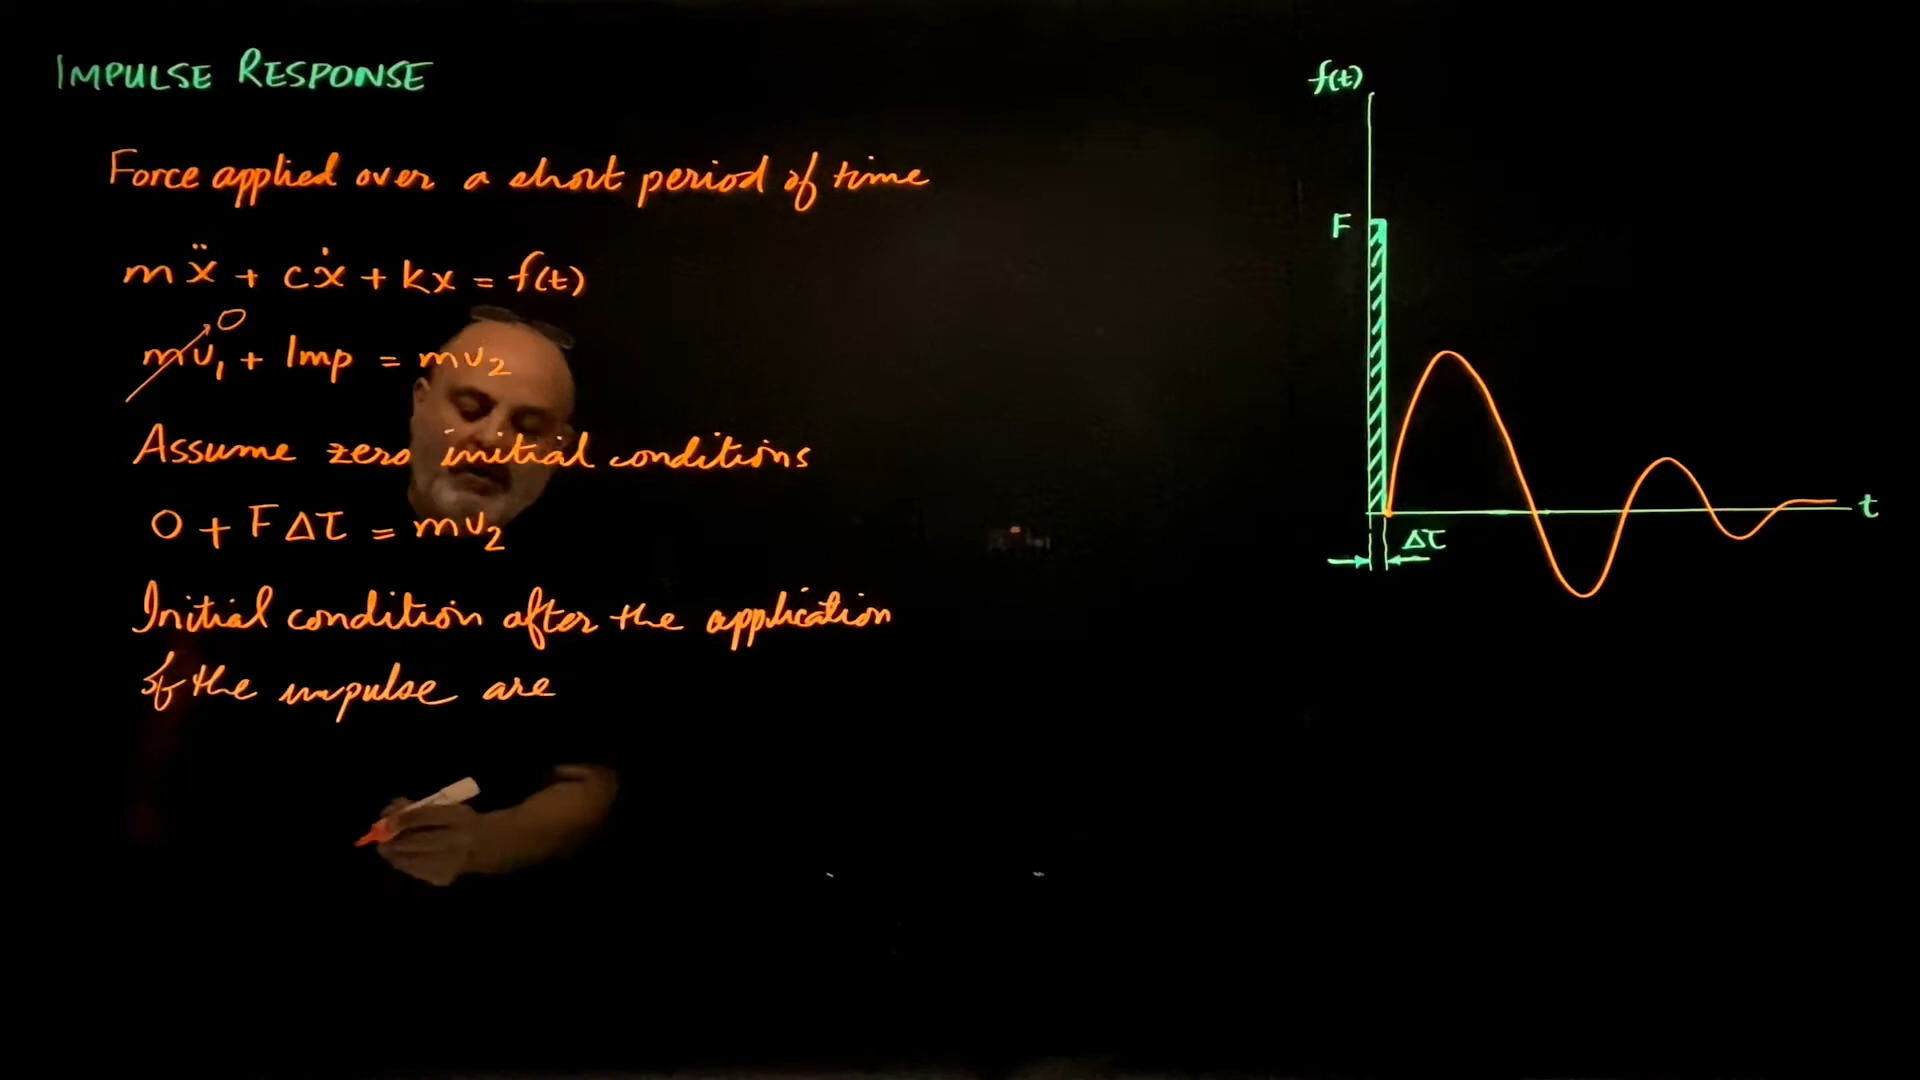 IMPULSE RESPONSE
Force applied over a short period of time
mẍ + cẋ + kx = f(t)
0
mv₁ + Imp = mv₂
Assume zero initial conditions
0 + F Δτ = mv₂
Initial condition after the application
of the impulse are
f(t)
F
t
Δτ